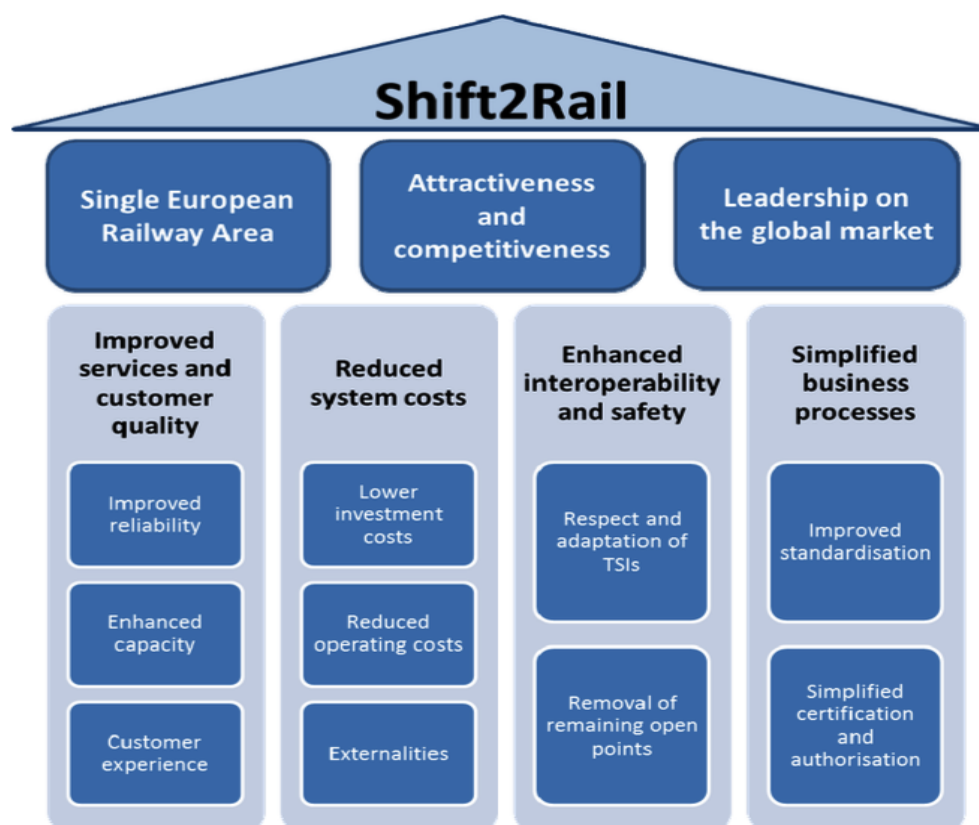 Shift2Rail
Single European
Railway Area
Attractiveness
and
competitiveness
Leadership on
the global market
Improved
services and
customer
quality
Improved
reliability
Enhanced
capacity
Customer
experience
Reduced
system costs
Lower
investment
costs
Reduced
operating costs
Externalities
Enhanced
interoperability
and safety
Respect and
adaptation of
TSIs
Removal of
remaining open
points
Simplified
business
processes
Improved
standardisation
Simplified
certification
and
authorisation